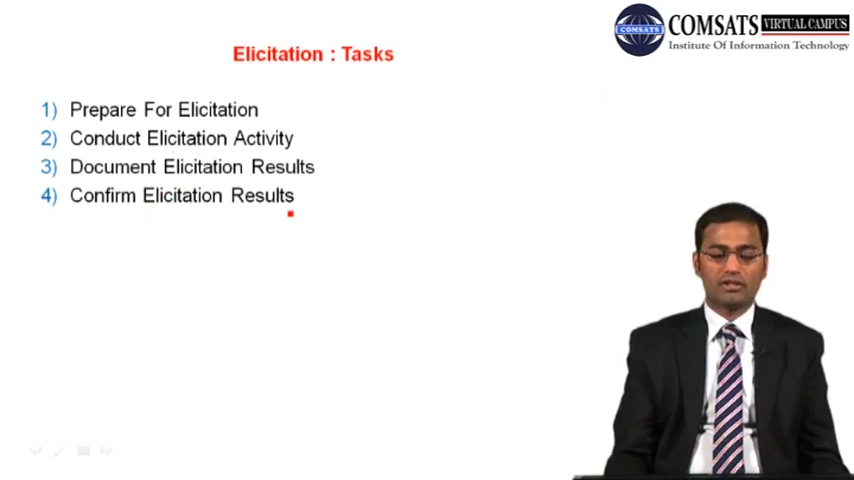 COMSATS VIRTUAL CAMPUS
COMSATS
Institute Of Information Technology
Elicitation : Tasks
1) Prepare For Elicitation
2) Conduct Elicitation Activity
3) Document Elicitation Results
4) Confirm Elicitation Results